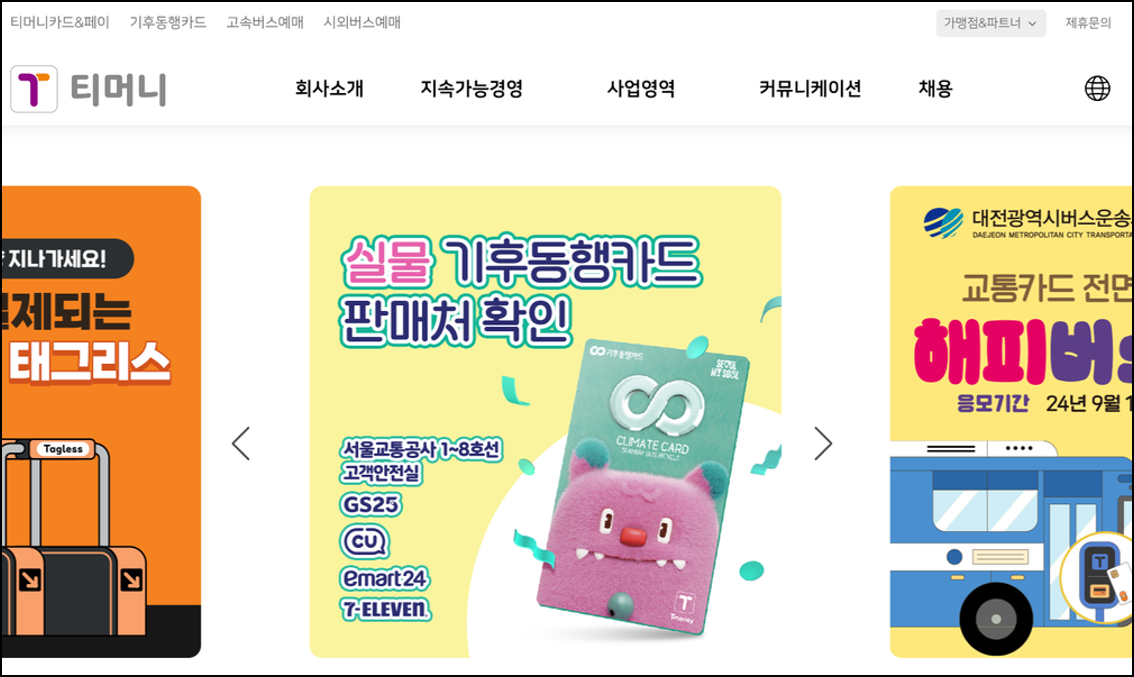 티머니카드&페이 기후동행카드 고속버스예매 시외버스예매 가맹점&파트너 제휴문의
T 티머니 회사소개 지속가능경영 사업영역 커뮤니케이션 채용
지나가세요!
제되는
태그리스
Tagless
실물 기후동행카드
판매처 확인
서울교통공사 1~8호선
고객안전실
GS25
CU
emart24
7-ELEVEN.
기후동행카드
SEOUL
MY SOUL
CLIMATE CARD
SUBWAY BUS BICYCLE
T
Tmoney
대전광역시버스운송
DAEJEON METROPOLITAN CITY TRANSPORTA
교통카드 전면
해피버스
응모기간 24년 9월 1
T